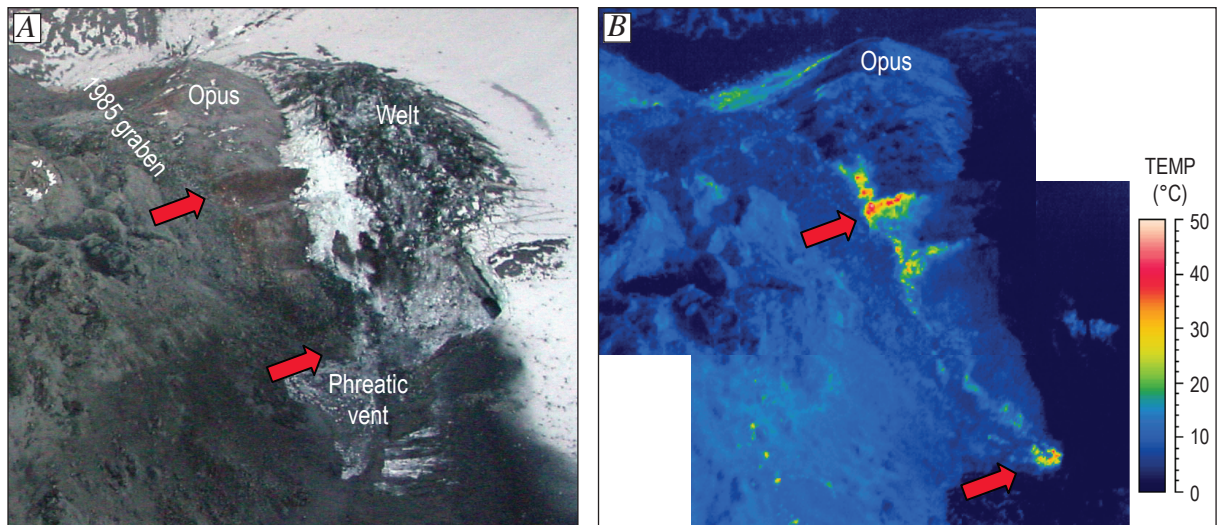 A
Opus
Welt
1985 graben
Phreatic
vent
B
Opus
TEMP
(°C)
50
40
30
20
10
0